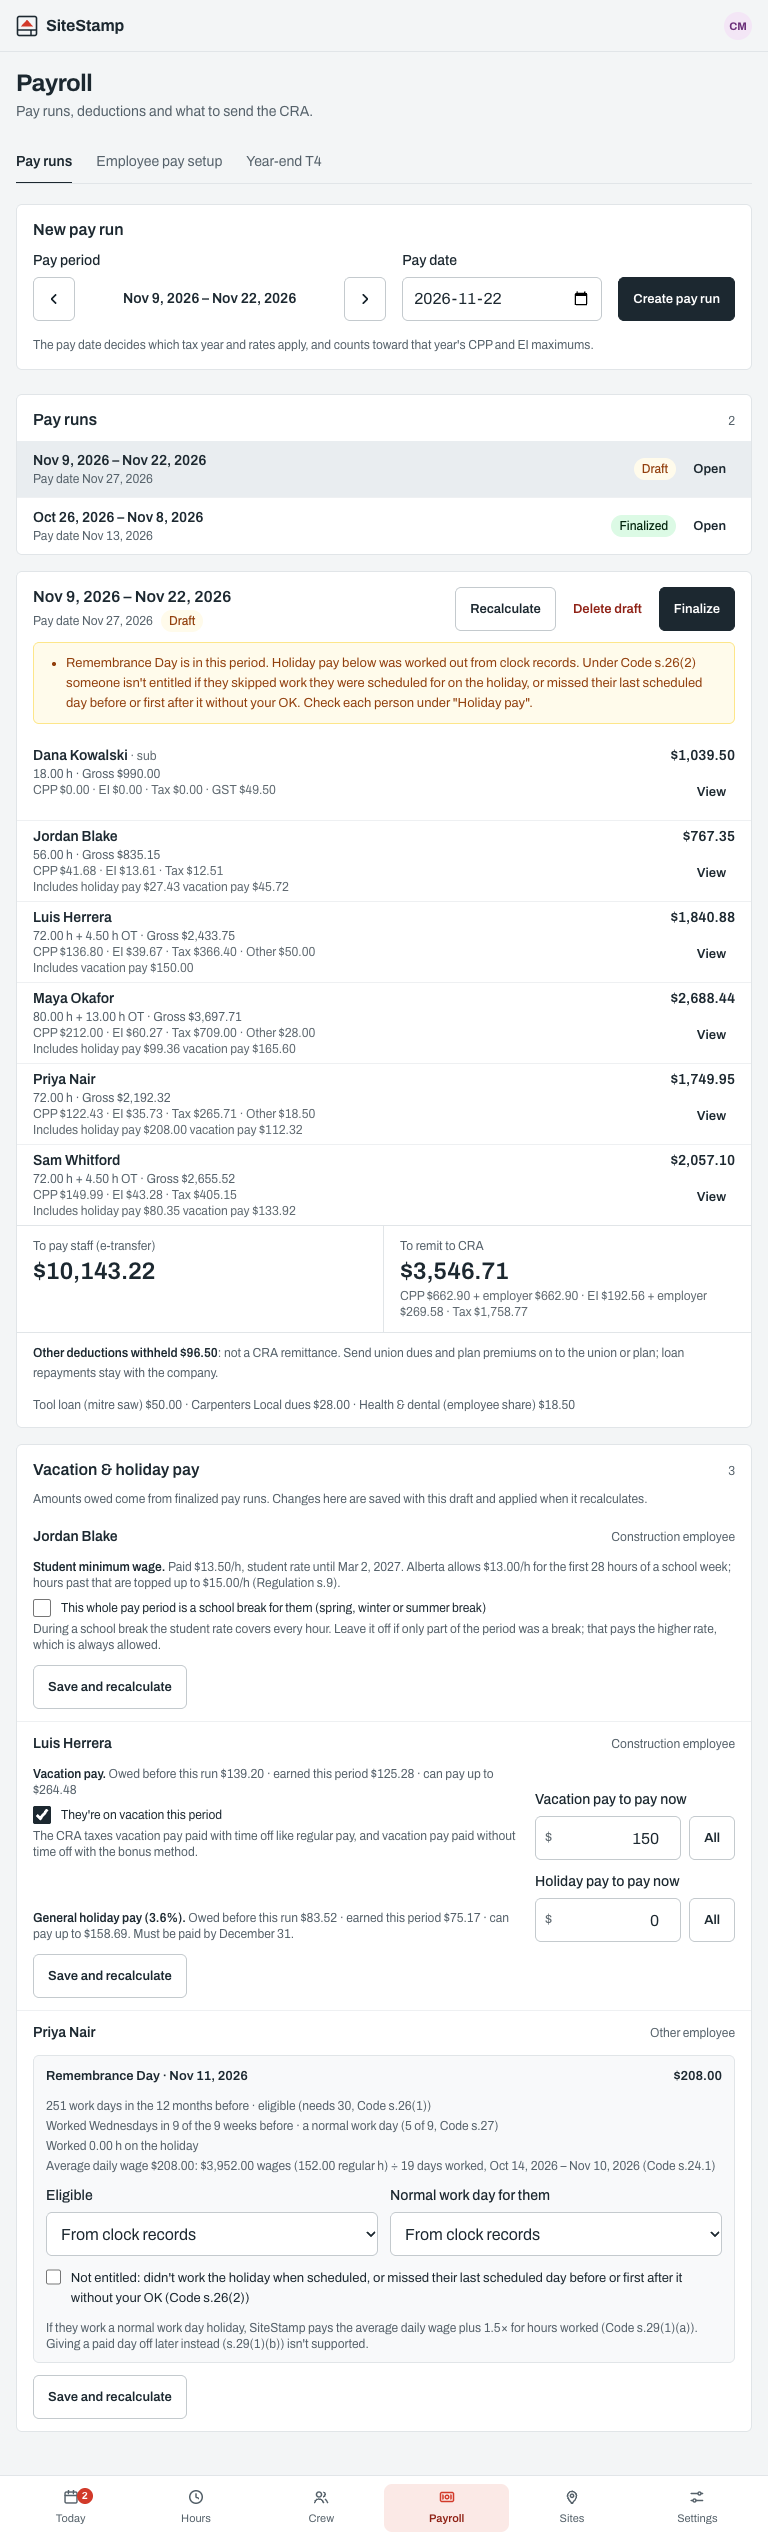 SiteStamp
CM
Payroll
Pay runs, deductions and what to send the CRA.
Pay runs
Employee pay setup
Year-end T4
New pay run
Pay period
Pay date
Nov 9, 2026 – Nov 22, 2026
2026-11-22
Create pay run
The pay date decides which tax year and rates apply, and counts toward that year's CPP and EI maximums.
Pay runs
2
Nov 9, 2026 – Nov 22, 2026
Pay date Nov 27, 2026
Draft
Open
Oct 26, 2026 – Nov 8, 2026
Pay date Nov 13, 2026
Finalized
Open
Nov 9, 2026 – Nov 22, 2026
Pay date Nov 27, 2026 Draft
Recalculate
Delete draft
Finalize
• Remembrance Day is in this period. Holiday pay below was worked out from clock records. Under Code s.26(2)
someone isn't entitled if they skipped work they were scheduled for on the holiday, or missed their last scheduled
day before or first after it without your OK. Check each person under "Holiday pay".
Dana Kowalski · sub
$1,039.50
18.00 h · Gross $990.00
CPP $0.00 · EI $0.00 · Tax $0.00 · GST $49.50
View
Jordan Blake
$767.35
56.00 h · Gross $835.15
CPP $41.68 · EI $13.61 · Tax $12.51
View
Includes holiday pay $27.43 vacation pay $45.72
Luis Herrera
$1,840.88
72.00 h + 4.50 h OT · Gross $2,433.75
CPP $136.80 · EI $39.67 · Tax $366.40 · Other $50.00
View
Includes vacation pay $150.00
Maya Okafor
$2,688.44
80.00 h + 13.00 h OT · Gross $3,697.71
CPP $212.00 · EI $60.27 · Tax $709.00 · Other $28.00
View
Includes holiday pay $99.36 vacation pay $165.60
Priya Nair
$1,749.95
72.00 h · Gross $2,192.32
CPP $122.43 · EI $35.73 · Tax $265.71 · Other $18.50
View
Includes holiday pay $208.00 vacation pay $112.32
Sam Whitford
$2,057.10
72.00 h + 4.50 h OT · Gross $2,655.52
CPP $149.99 · EI $43.28 · Tax $405.15
View
Includes holiday pay $80.35 vacation pay $133.92
To pay staff (e-transfer)
$10,143.22
To remit to CRA
$3,546.71
CPP $662.90 + employer $662.90 · EI $192.56 + employer
$269.58 · Tax $1,758.77
Other deductions withheld $96.50: not a CRA remittance. Send union dues and plan premiums on to the union or plan; loan
repayments stay with the company.
Tool loan (mitre saw) $50.00 · Carpenters Local dues $28.00 · Health & dental (employee share) $18.50
Vacation & holiday pay
3
Amounts owed come from finalized pay runs. Changes here are saved with this draft and applied when it recalculates.
Jordan Blake
Construction employee
Student minimum wage. Paid $13.50/h, student rate until Mar 2, 2027. Alberta allows $13.00/h for the first 28 hours of a school week;
hours past that are topped up to $15.00/h (Regulation s.9).
This whole pay period is a school break for them (spring, winter or summer break)
During a school break the student rate covers every hour. Leave it off if only part of the period was a break; that pays the higher rate,
which is always allowed.
Save and recalculate
Luis Herrera
Construction employee
Vacation pay. Owed before this run $139.20 · earned this period $125.28 · can pay up to
$264.48
They're on vacation this period
The CRA taxes vacation pay paid with time off like regular pay, and vacation pay paid without
time off with the bonus method.
Vacation pay to pay now
$ 150
All
General holiday pay (3.6%). Owed before this run $83.52 · earned this period $75.17 · can
pay up to $158.69. Must be paid by December 31.
Holiday pay to pay now
$ 0
All
Save and recalculate
Priya Nair
Other employee
Remembrance Day · Nov 11, 2026
$208.00
251 work days in the 12 months before · eligible (needs 30, Code s.26(1))
Worked Wednesdays in 9 of the 9 weeks before · a normal work day (5 of 9, Code s.27)
Worked 0.00 h on the holiday
Average daily wage $208.00: $3,952.00 wages (152.00 regular h) ÷ 19 days worked, Oct 14, 2026 – Nov 10, 2026 (Code s.24.1)
Eligible
Normal work day for them
From clock records
From clock records
Not entitled: didn't work the holiday when scheduled, or missed their last scheduled day before or first after it
without your OK (Code s.26(2))
If they work a normal work day holiday, SiteStamp pays the average daily wage plus 1.5× for hours worked (Code s.29(1)(a)).
Giving a paid day off later instead (s.29(1)(b)) isn't supported.
Save and recalculate
2
Today
Hours
Crew
Payroll
Sites
Settings